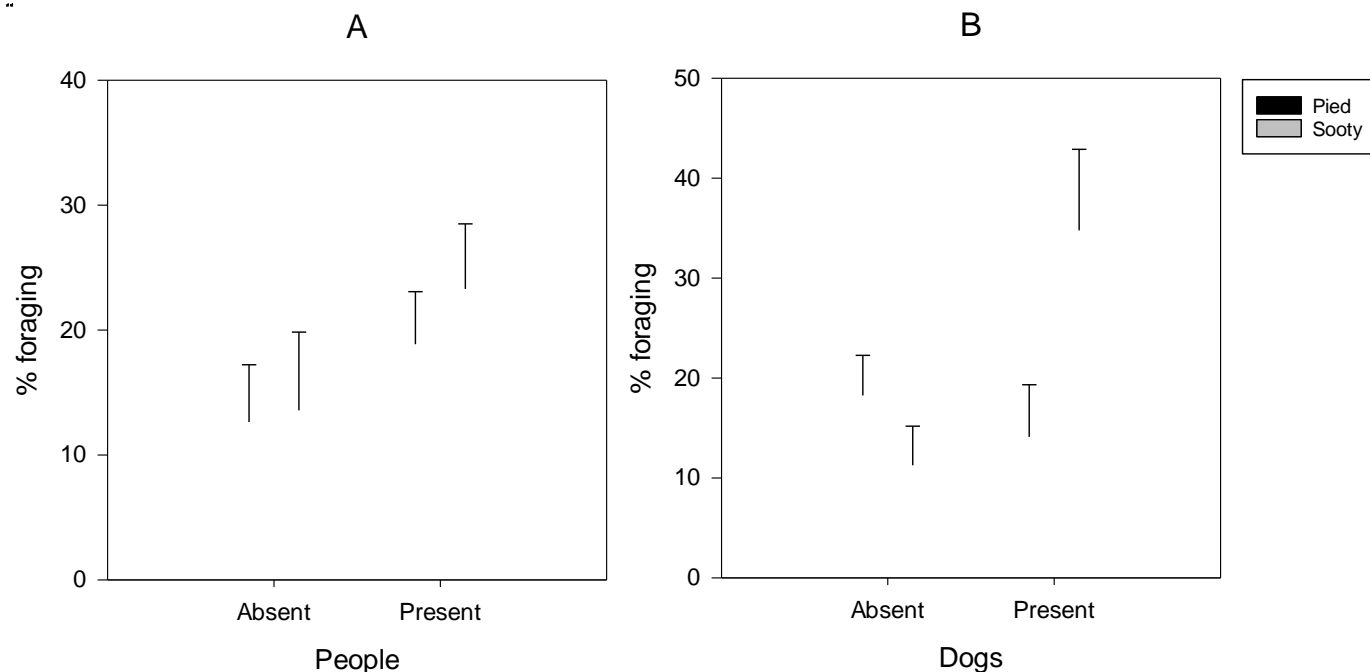 A
40
30
20
10
0
% foraging
Absent
Present
People
B
50
40
30
20
10
0
% foraging
Absent
Present
Dogs
Pied
Sooty